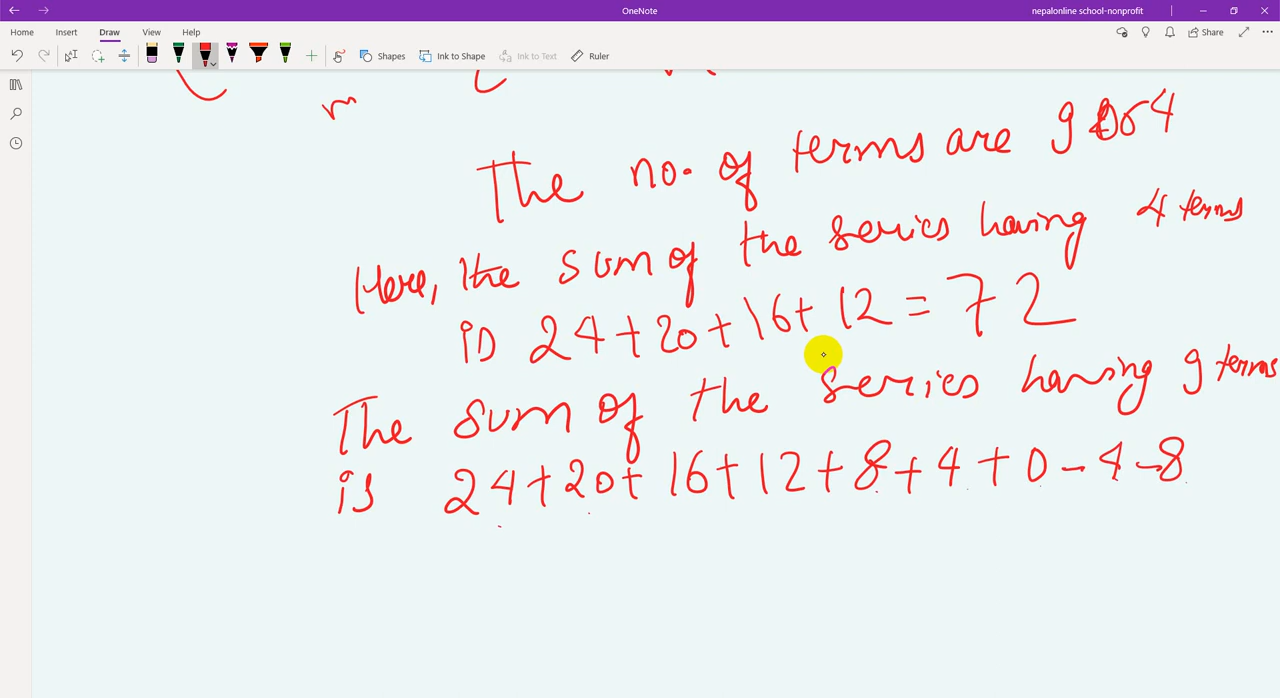 OneNote
nepalonline school-nonprofit
Home Insert Draw View Help
Shapes Ink to Shape Ink to Text Ruler Share
The no. of terms are 9 or 4
Here, the sum of the series having 4 terms
is 24+20+16+12=72
The sum of the series having 9 terms
is 24+20+16+12+8+4+0-4-8